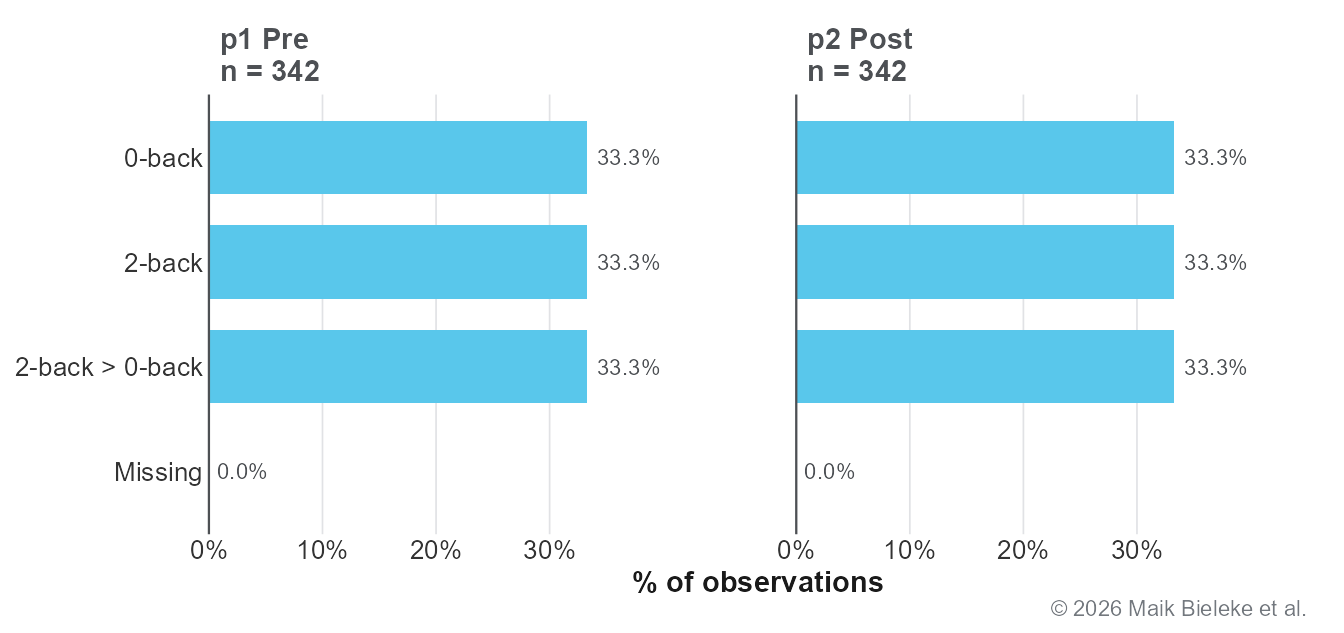 p1 Pre
n = 342
p2 Post
n = 342
0-back
33.3%
33.3%
2-back
33.3%
33.3%
2-back > 0-back
33.3%
33.3%
Missing
0.0%
0.0%
0%
10%
20%
30%
0%
10%
20%
30%
% of observations
© 2026 Maik Bieleke et al.